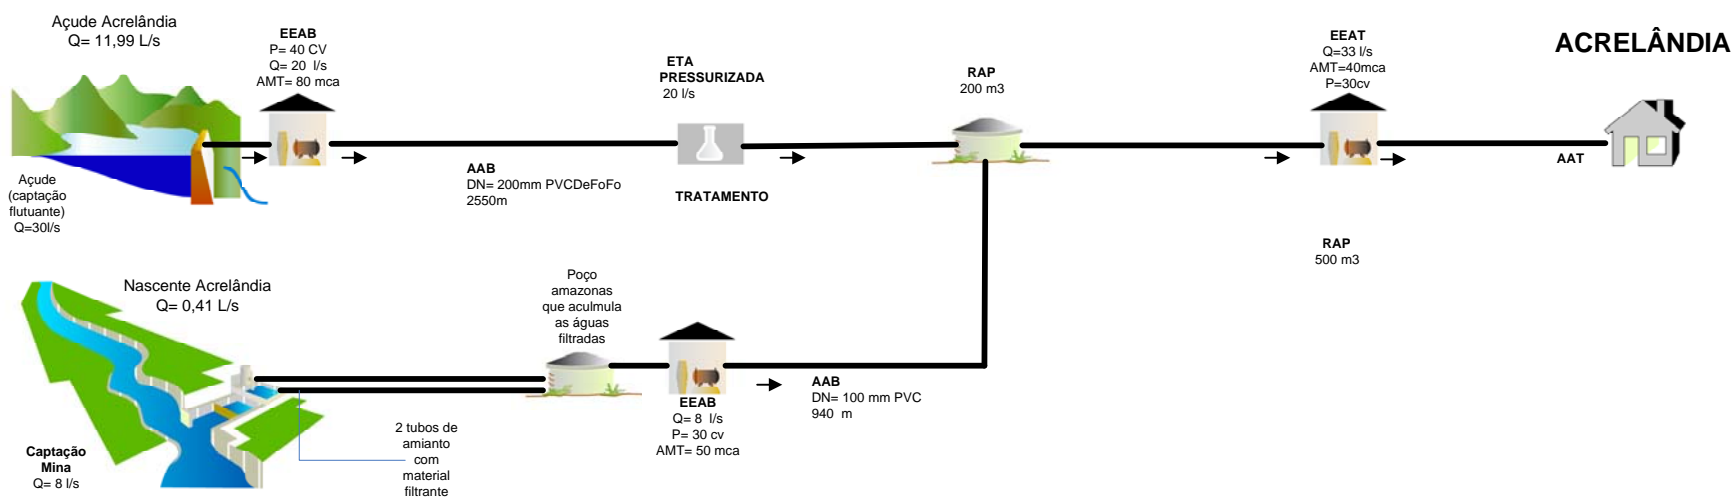 Açude Acrelândia
Q= 11,99 L/s
EEAB
P= 40 CV
Q= 20 l/s
AMT= 80 mca
ETA
PRESSURIZADA
20 l/s
RAP
200 m3
EEAT
Q=33 l/s
AMT=40mca
P=30cv
ACRELÂNDIA
Açude
(captação
flutuante)
Q=30l/s
AAB
DN= 200mm PVCDeFoFo
2550m
TRATAMENTO
AAT
RAP
500 m3
Nascente Acrelândia
Q= 0,41 L/s
Poço
amazonas
que aculmula
as águas
filtradas
AAB
DN= 100 mm PVC
940 m
EEAB
Q= 8 l/s
P= 30 cv
AMT= 50 mca
2 tubos de
amianto
com
material
filtrante
Captação
Mina
Q= 8 l/s